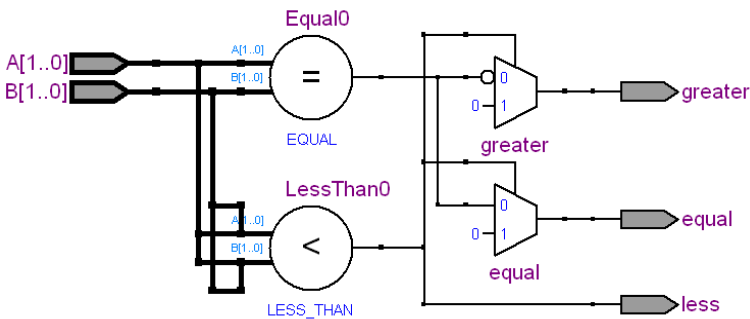 Equal0
A[1..0]
B[1..0]
A[1..0]
B[1..0]
=
EQUAL
0
0
1
greater
greater
LessThan0
A[1..0]
B[1..0]
<
LESS_THAN
0
0
1
equal
equal
less